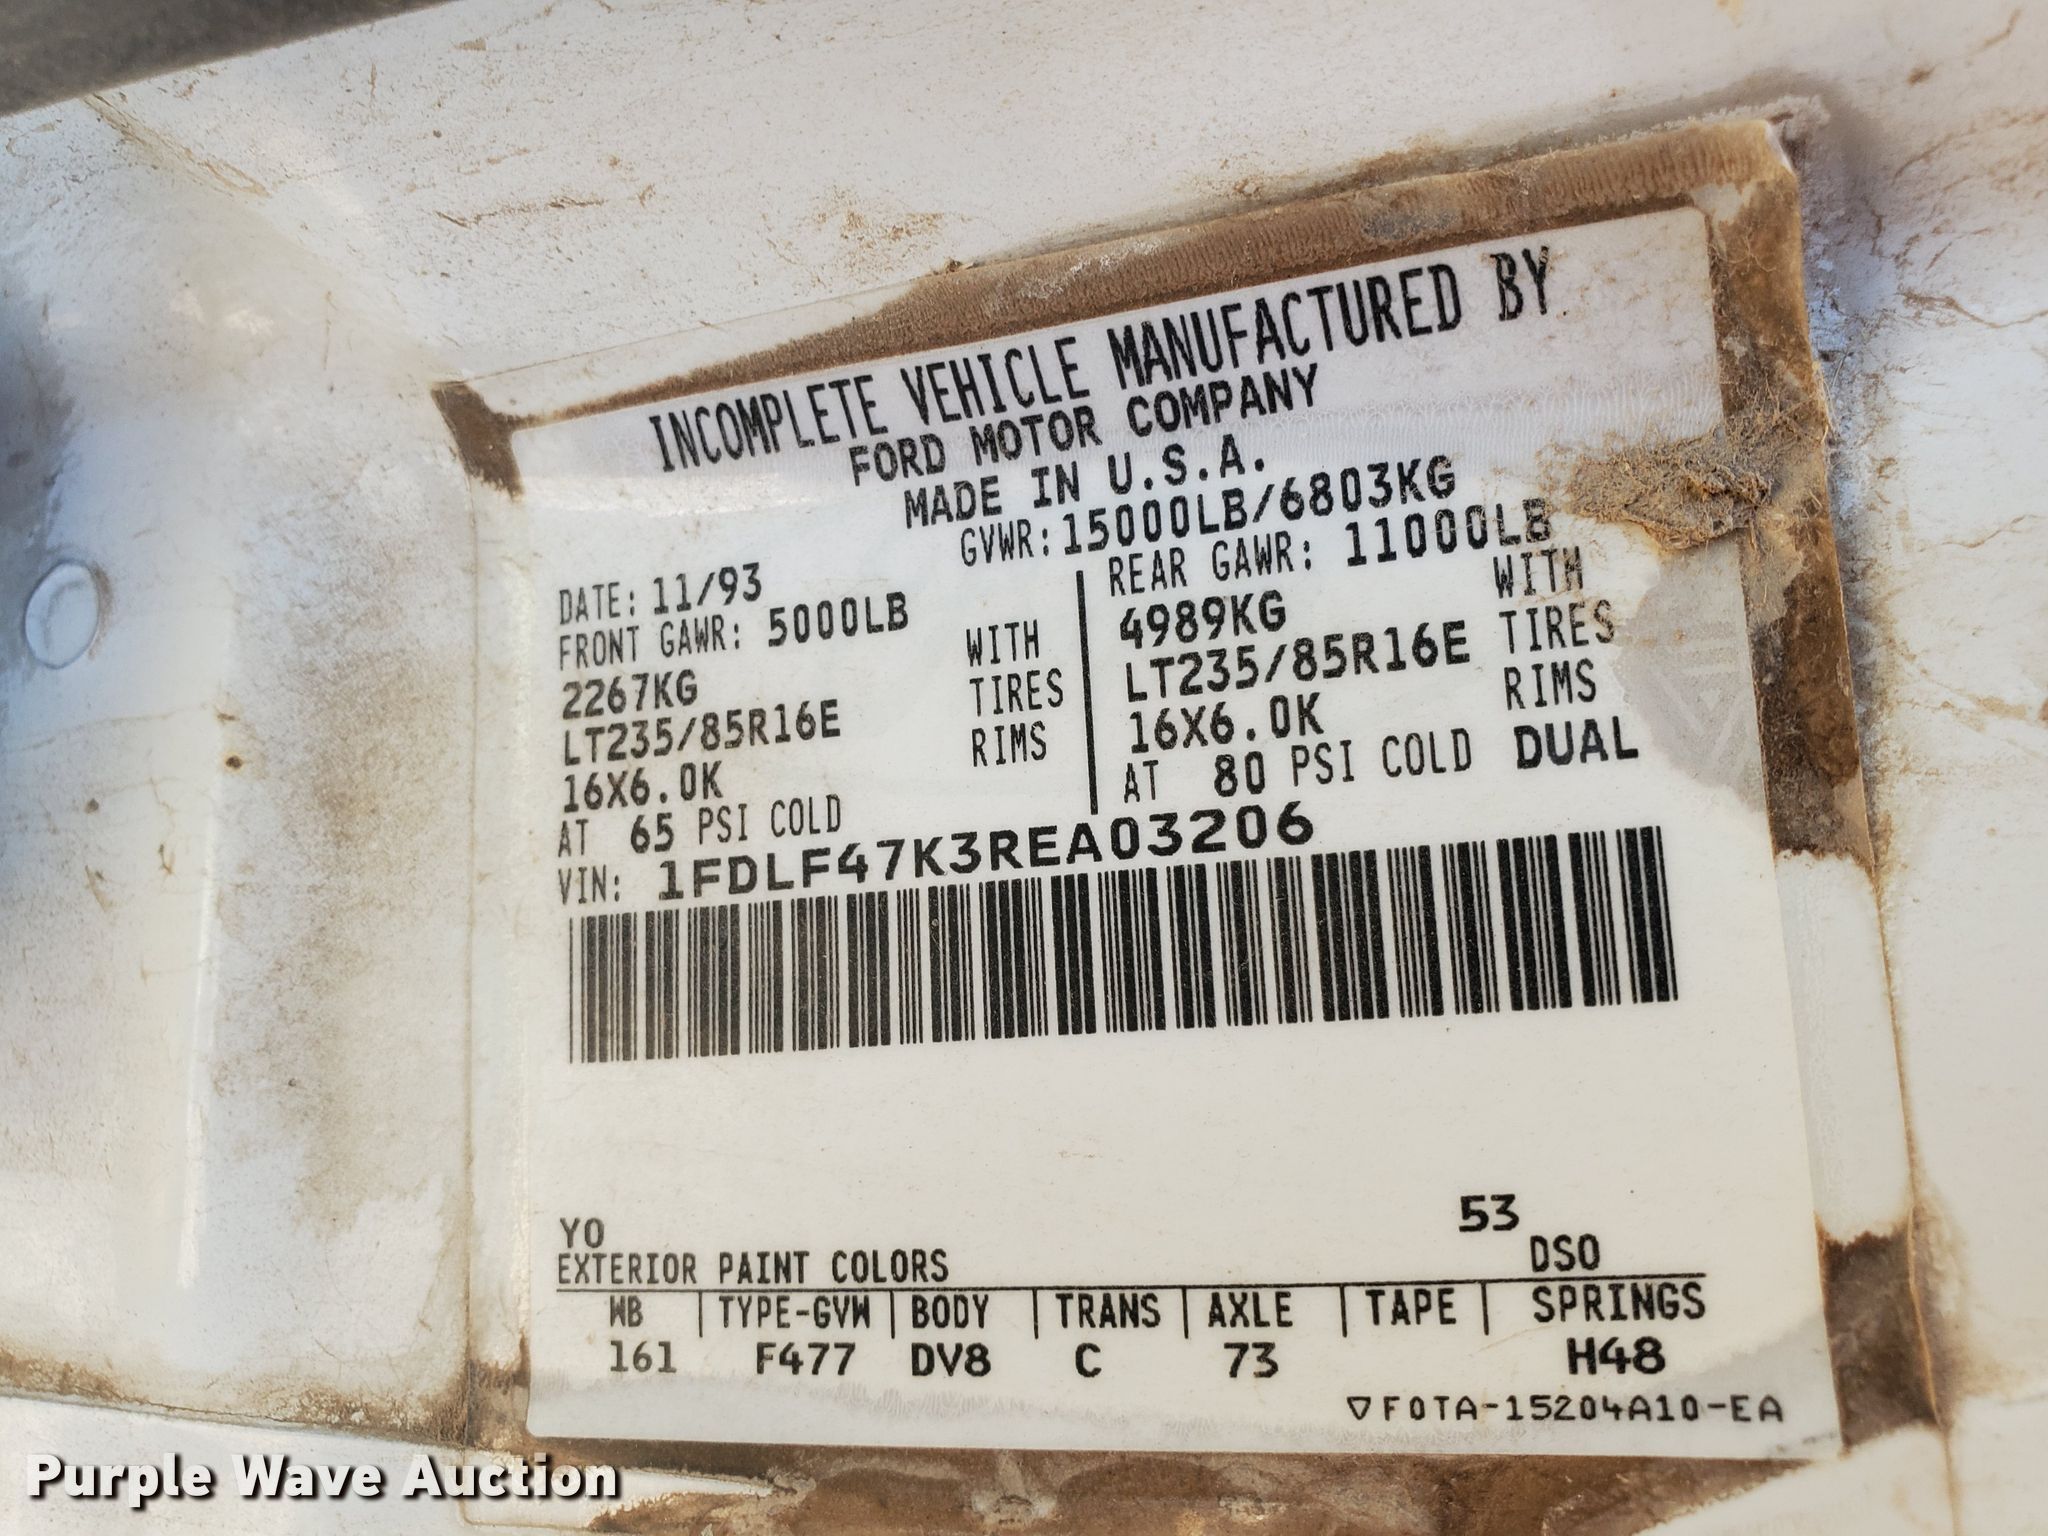 INCOMPLETE VEHICLE MANUFACTURED BY
FORD MOTOR COMPANY
MADE IN U.S.A.
GVWR: 15000LB/6803KG
DATE: 11/93
FRONT GAWR: 5000LB
2267KG WITH
LT235/85R16E TIRES
16X6.0K RIMS
AT 65 PSI COLD
REAR GAWR: 11000LB
4989KG WITH
LT235/85R16E TIRES
16X6.0K RIMS
AT 80 PSI COLD DUAL
VIN: 1FDLF47K3REA03206
YO 53
EXTERIOR PAINT COLORS DSO
WB TYPE-GVW BODY TRANS AXLE TAPE SPRINGS
161 F477 DV8 C 73 H48
▽F0TA-15204A10-EA
Purple Wave Auction